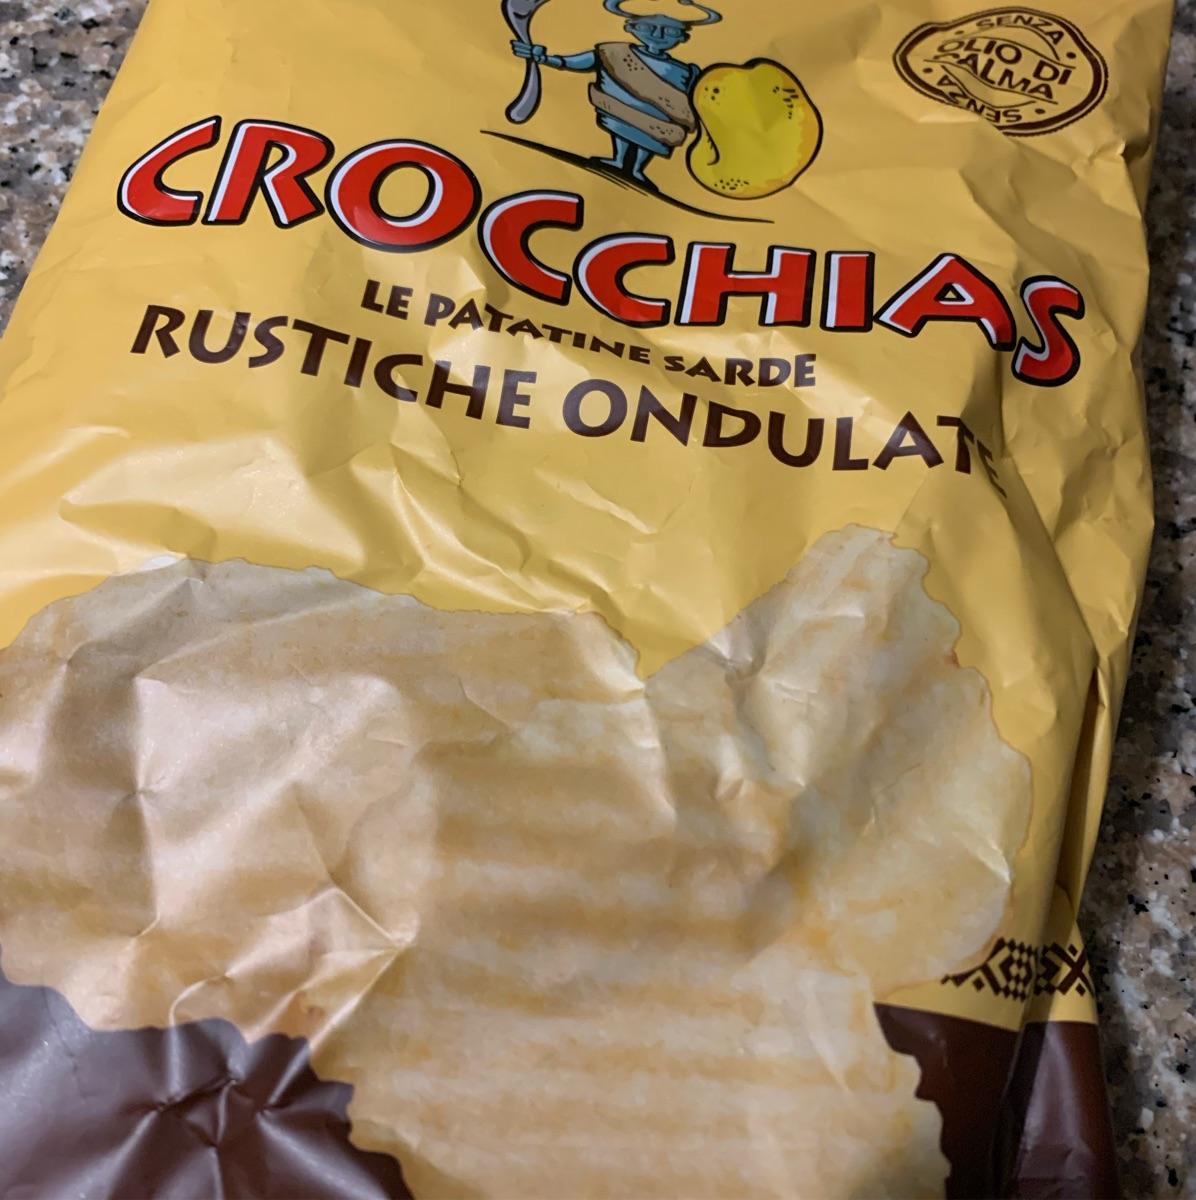 SENZA
OLIO DI
PALMA
SENZA
CROCCHIAS
LE PATATINE SARDE
RUSTICHE ONDULATE